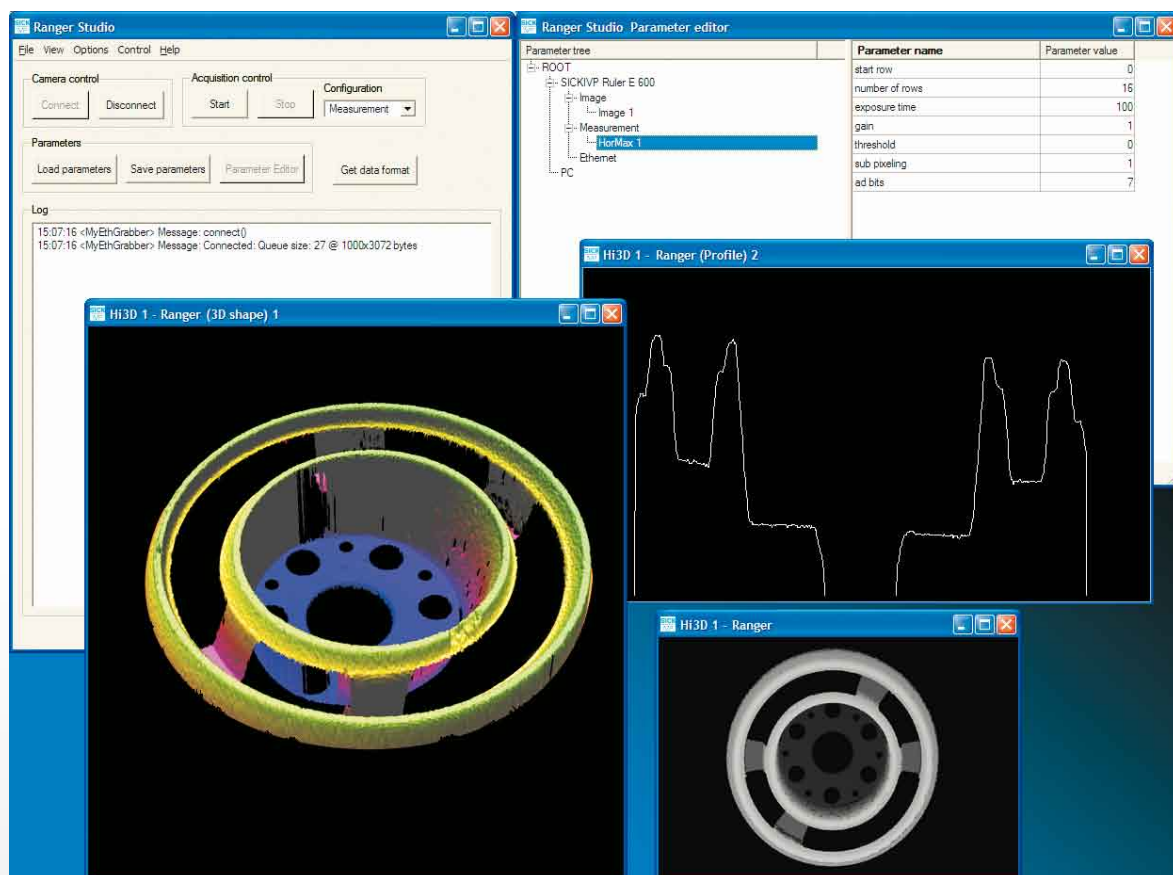 Ranger Studio
File View Options Control Help
Camera control
Connect
Disconnect
Acquisition control
Start
Stop
Configuration
Measurement
Parameters
Load parameters
Save parameters
Parameter Editor
Get data format
Log
15:07:16 <MyEthGrabber> Message: connect()
15:07:16 <MyEthGrabber> Message: Connected: Queue size: 27 @ 1000x3072 bytes
Ranger Studio Parameter editor
Parameter tree
ROOT
SICKIVP Ruler E 600
Image
Image 1
Measurement
HorMax 1
Ethernet
PC
Parameter name Parameter value
start row 0
number of rows 16
exposure time 100
gain 1
threshold 0
sub pixeling 1
ad bits 7
Hi3D 1 - Ranger (Profile) 2
Hi3D 1 - Ranger (3D shape) 1
Hi3D 1 - Ranger